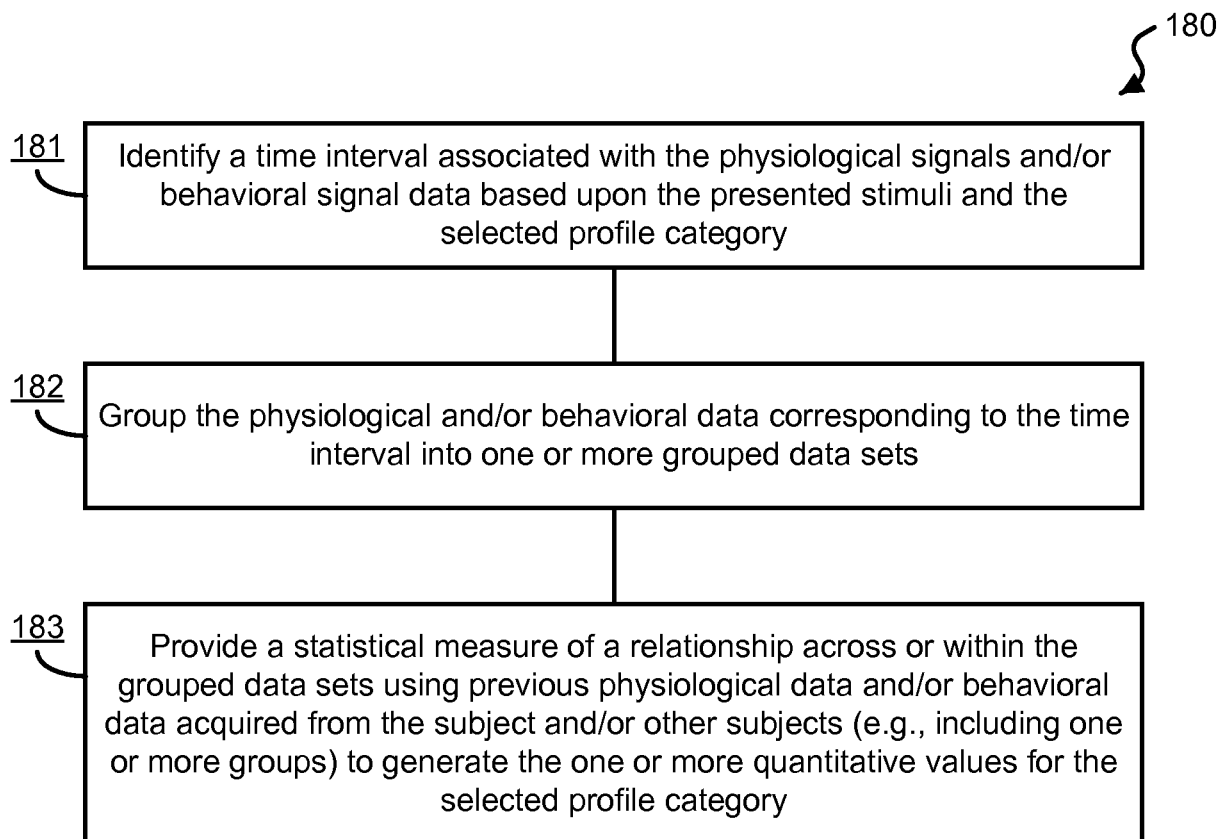 180
181
Identify a time interval associated with the physiological signals and/or
behavioral signal data based upon the presented stimuli and the
selected profile category
182
Group the physiological and/or behavioral data corresponding to the time
interval into one or more grouped data sets
183
Provide a statistical measure of a relationship across or within the
grouped data sets using previous physiological data and/or behavioral
data acquired from the subject and/or other subjects (e.g., including one
or more groups) to generate the one or more quantitative values for the
selected profile category